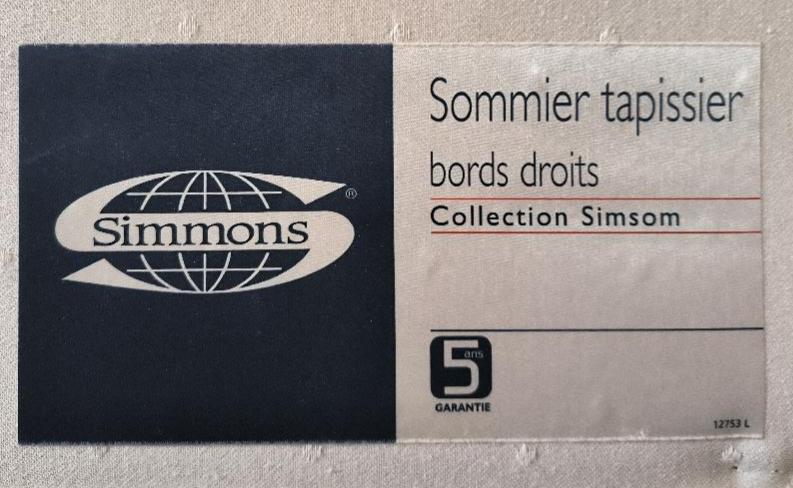 Simmons®
Sommier tapissier
bords droits
Collection Simsom
5 ans
GARANTIE
12753 L